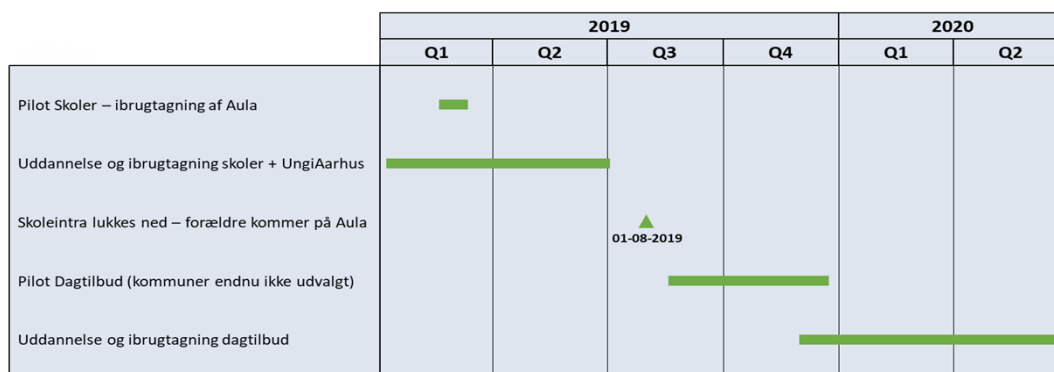 2019 2020
Q1 Q2 Q3 Q4 Q1 Q2
Pilot Skoler – ibrugtagning af Aula
Uddannelse og ibrugtagning skoler + UngiAarhus
Skoleintra lukkes ned – forældre kommer på Aula
01-08-2019
Pilot Dagtilbud (kommuner endnu ikke udvalgt)
Uddannelse og ibrugtagning dagtilbud